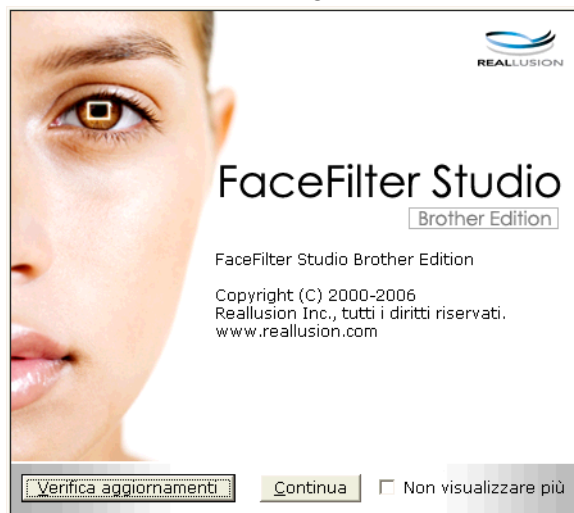 REALLUSION
FaceFilter Studio
Brother Edition
FaceFilter Studio Brother Edition
Copyright (C) 2000-2006
Reallusion Inc., tutti i diritti riservati.
www.reallusion.com
Verifica aggiornamenti Continua Non visualizzare più